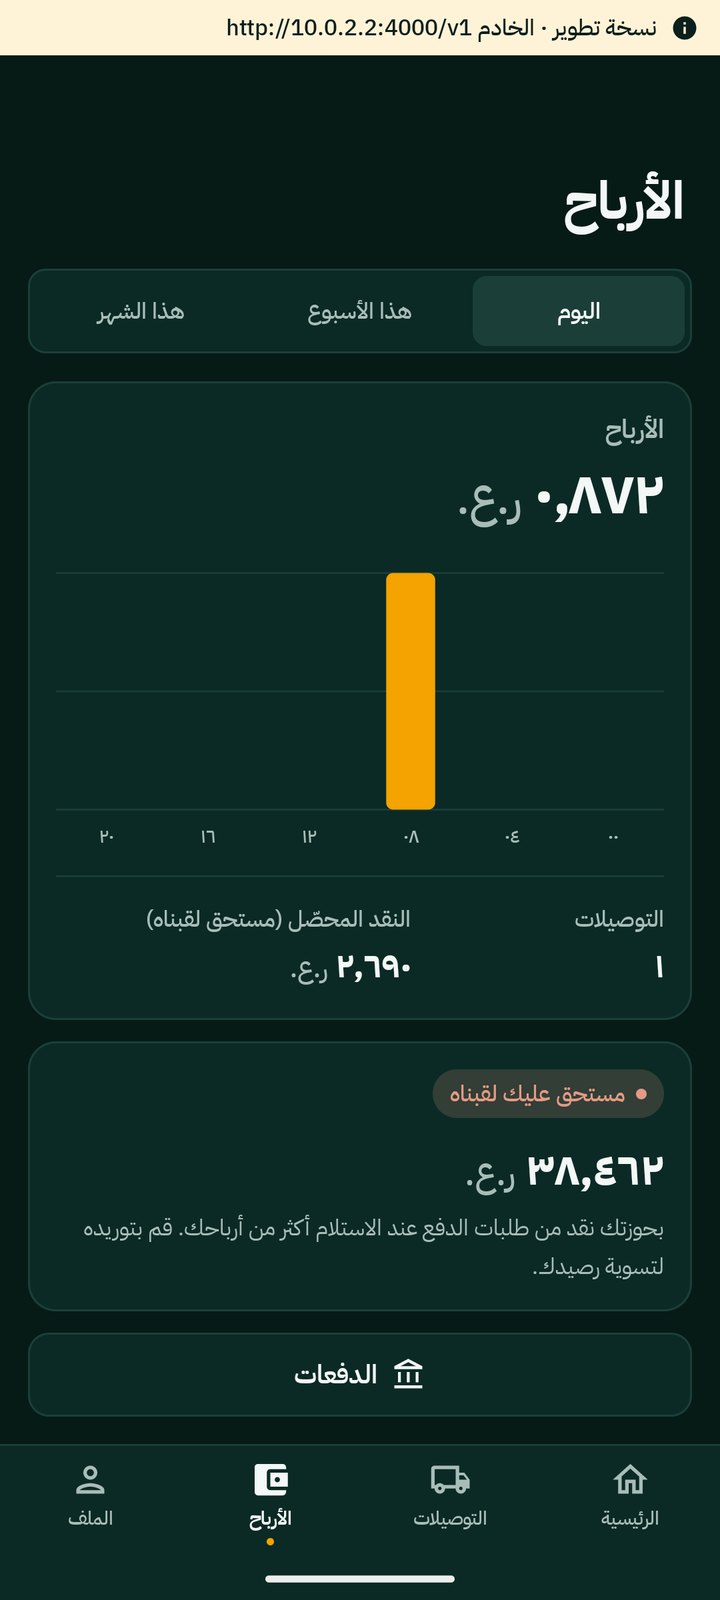 نسخة تطوير · الخادم http://10.0.2.2:4000/v1
الأرباح
اليوم
هذا الأسبوع
هذا الشهر
الأرباح
٠,٨٧٢ ر.ع.
٠٠ ٠٤ ٠٨ ١٢ ١٦ ٢٠
التوصيلات
١
النقد المحصّل (مستحق لقبناه)
٢,٦٩٠ ر.ع.
مستحق عليك لقبناه
٣٨,٤٦٢ ر.ع.
بحوزتك نقد من طلبات الدفع عند الاستلام أكثر من أرباحك. قم بتوريده
لتسوية رصيدك.
الدفعات
الرئيسية
التوصيلات
الأرباح
الملف